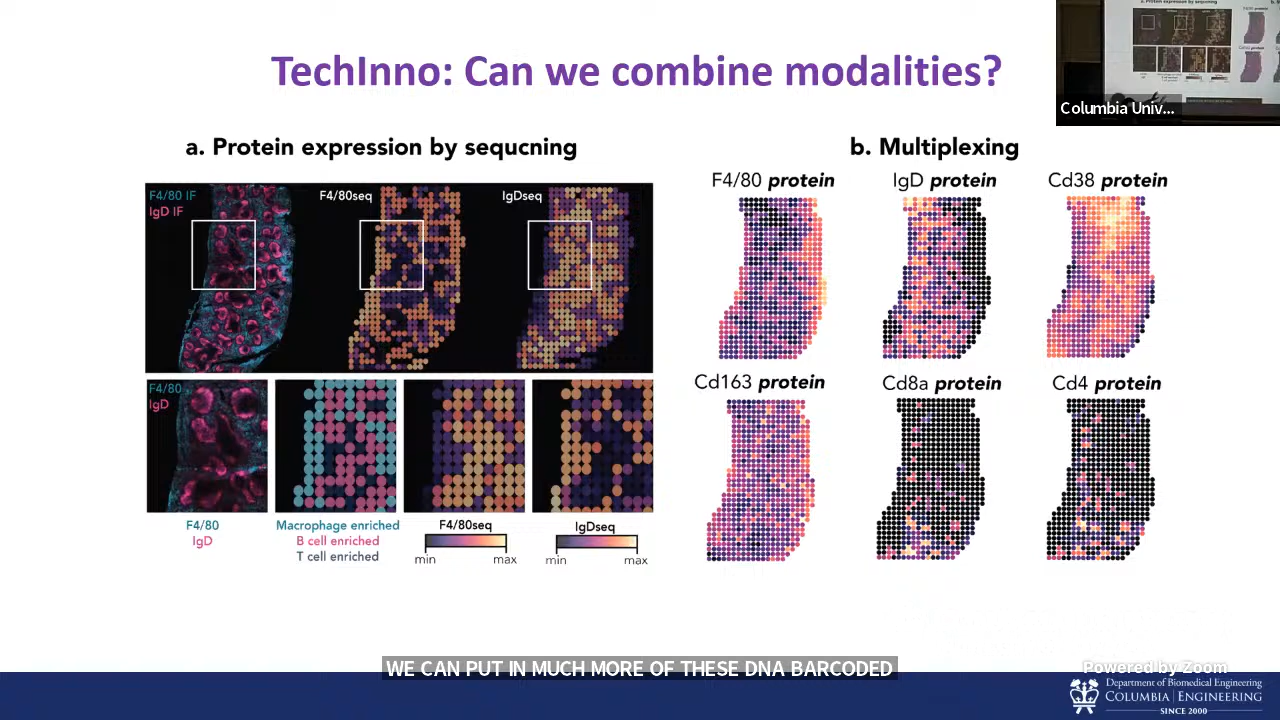 TechInno: Can we combine modalities?
Columbia Univ...
a. Protein expression by sequcning
F4/80 IF
IgD IF
F4/80seq
IgDseq
F4/80
IgD
F4/80
IgD
Macrophage enriched
B cell enriched
T cell enriched
F4/80seq
min max
IgDseq
min max
b. Multiplexing
F4/80 protein
IgD protein
Cd38 protein
Cd163 protein
Cd8a protein
Cd4 protein
WE CAN PUT IN MUCH MORE OF THESE DNA BARCODED
Powered by Zoom
Department of Biomedical Engineering
COLUMBIA | ENGINEERING
SINCE 2000